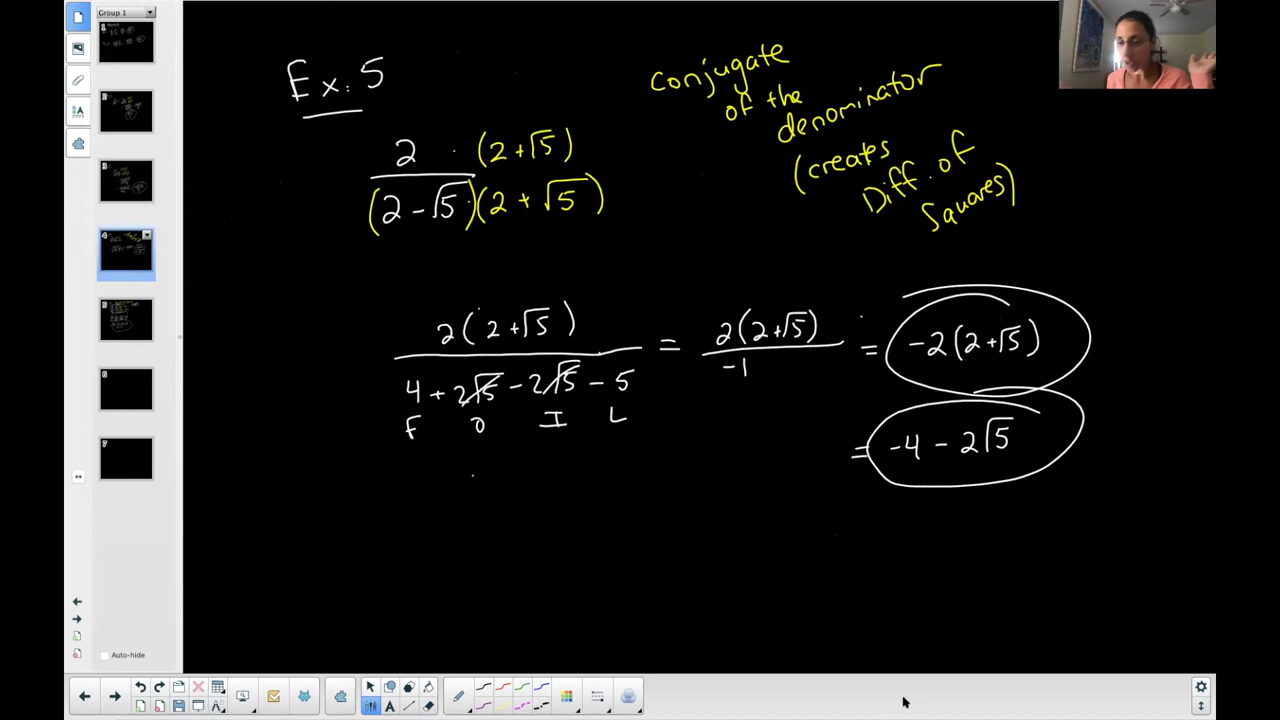 Group 1
Ex. 5
conjugate
of the
denominator
(creates
Diff. of
Squares)
2 · (2+√5)
(2-√5)·(2+√5)
2(2+√5) = 2(2+√5) = -2(2+√5)
4+2√5-2√5-5 -1
F O I L
= -4-2√5
Auto-hide